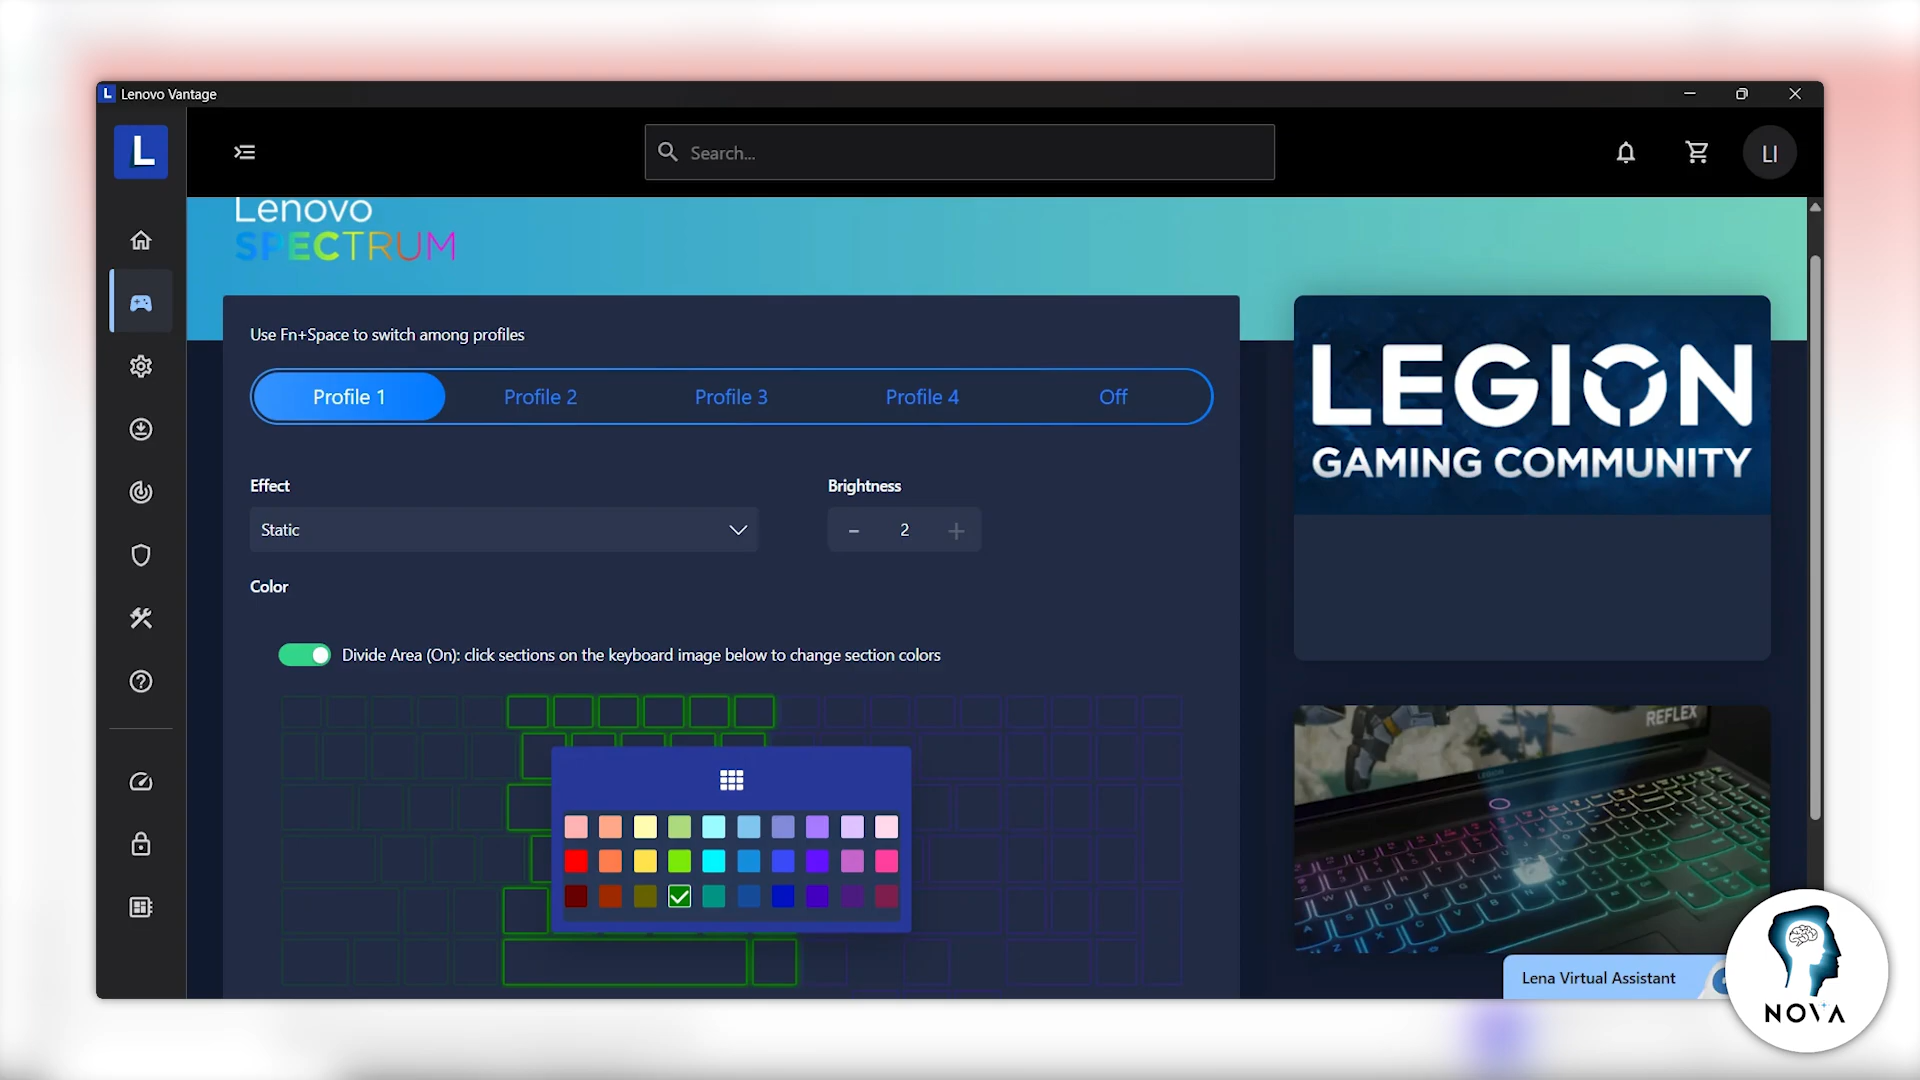 L Lenovo Vantage
L
Search...
LI
Lenovo
SPECTRUM
Use Fn+Space to switch among profiles
Profile 1
Profile 2
Profile 3
Profile 4
Off
Effect
Brightness
Static
- 2 +
Color
Divide Area (On): click sections on the keyboard image below to change section colors
LEGION
GAMING COMMUNITY
REFLEX
LEGION
Lena Virtual Assistant
NOVA